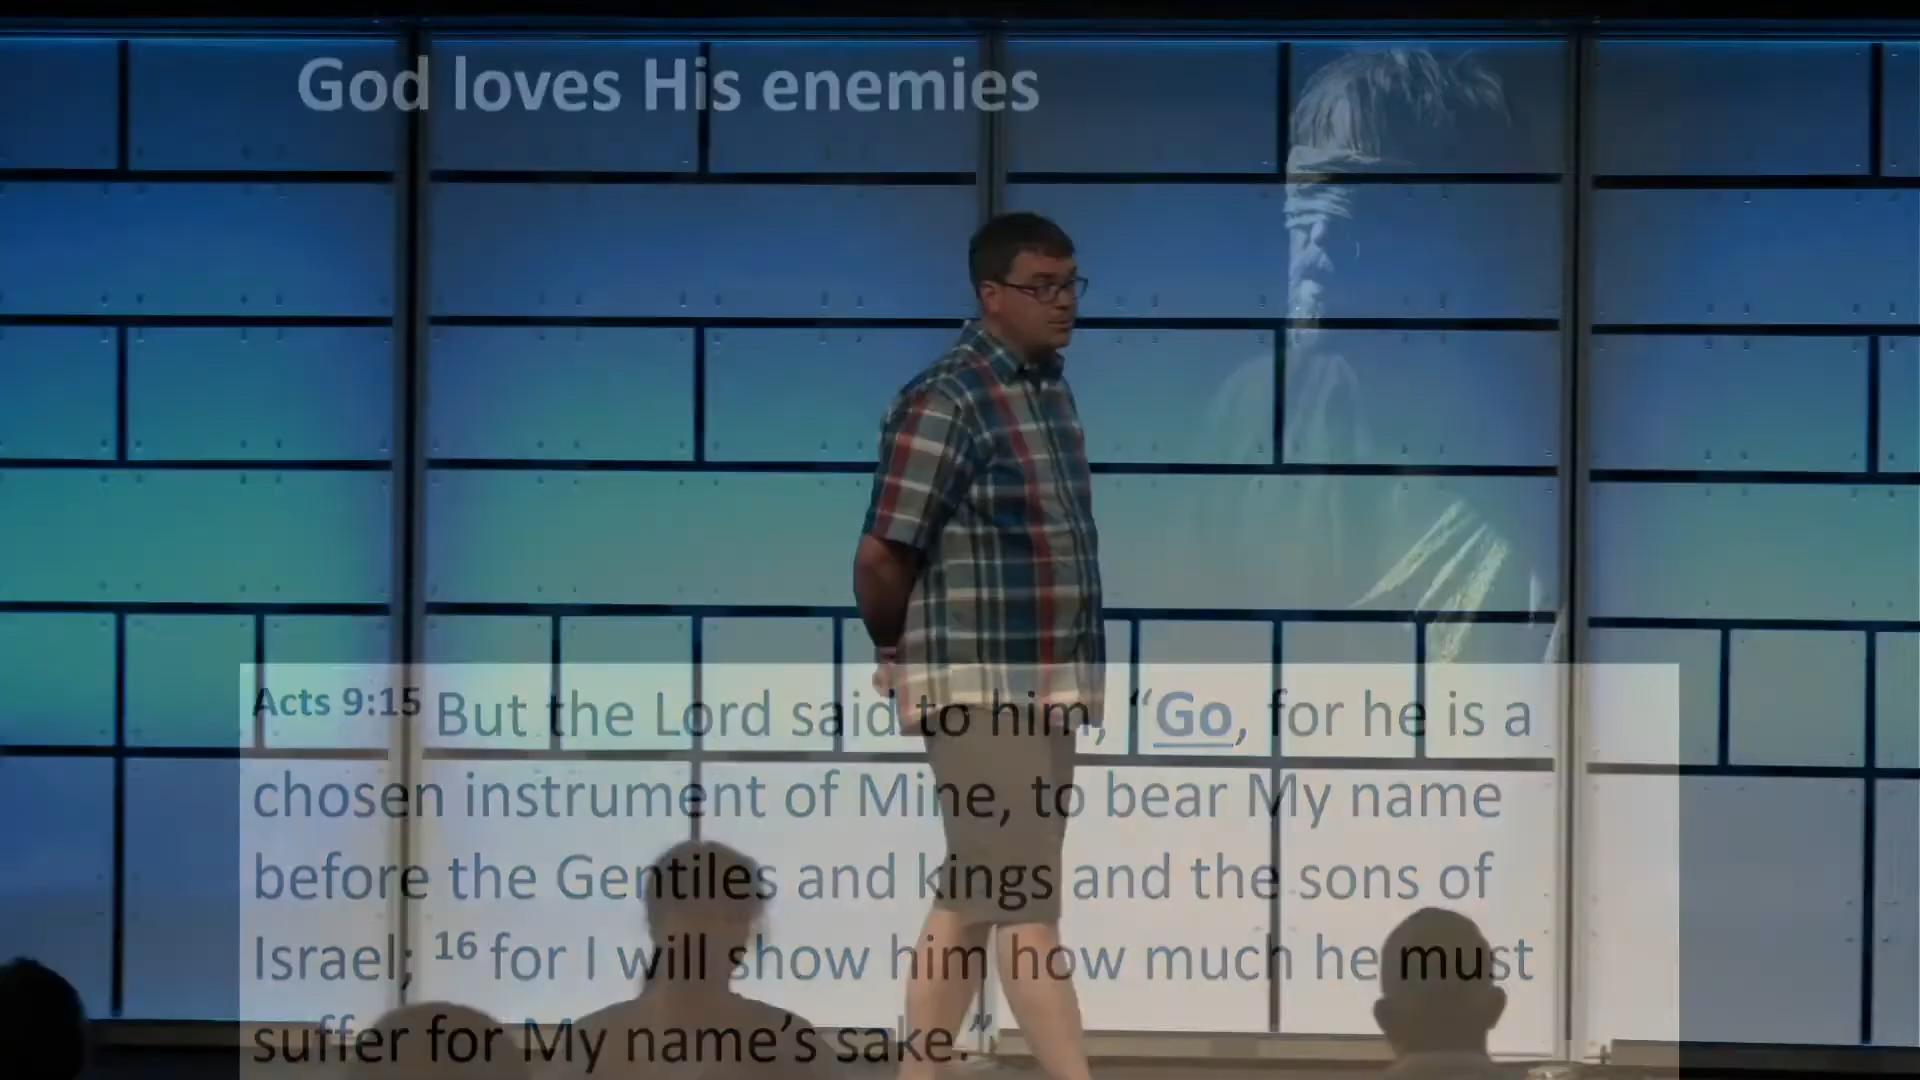 God loves His enemies
Acts 9:15 But the Lord said to him, “Go, for he is a
chosen instrument of Mine, to bear My name
before the Gentiles and kings and the sons of
Israel; 16 for I will show him how much he must
suffer for My name’s sake.”